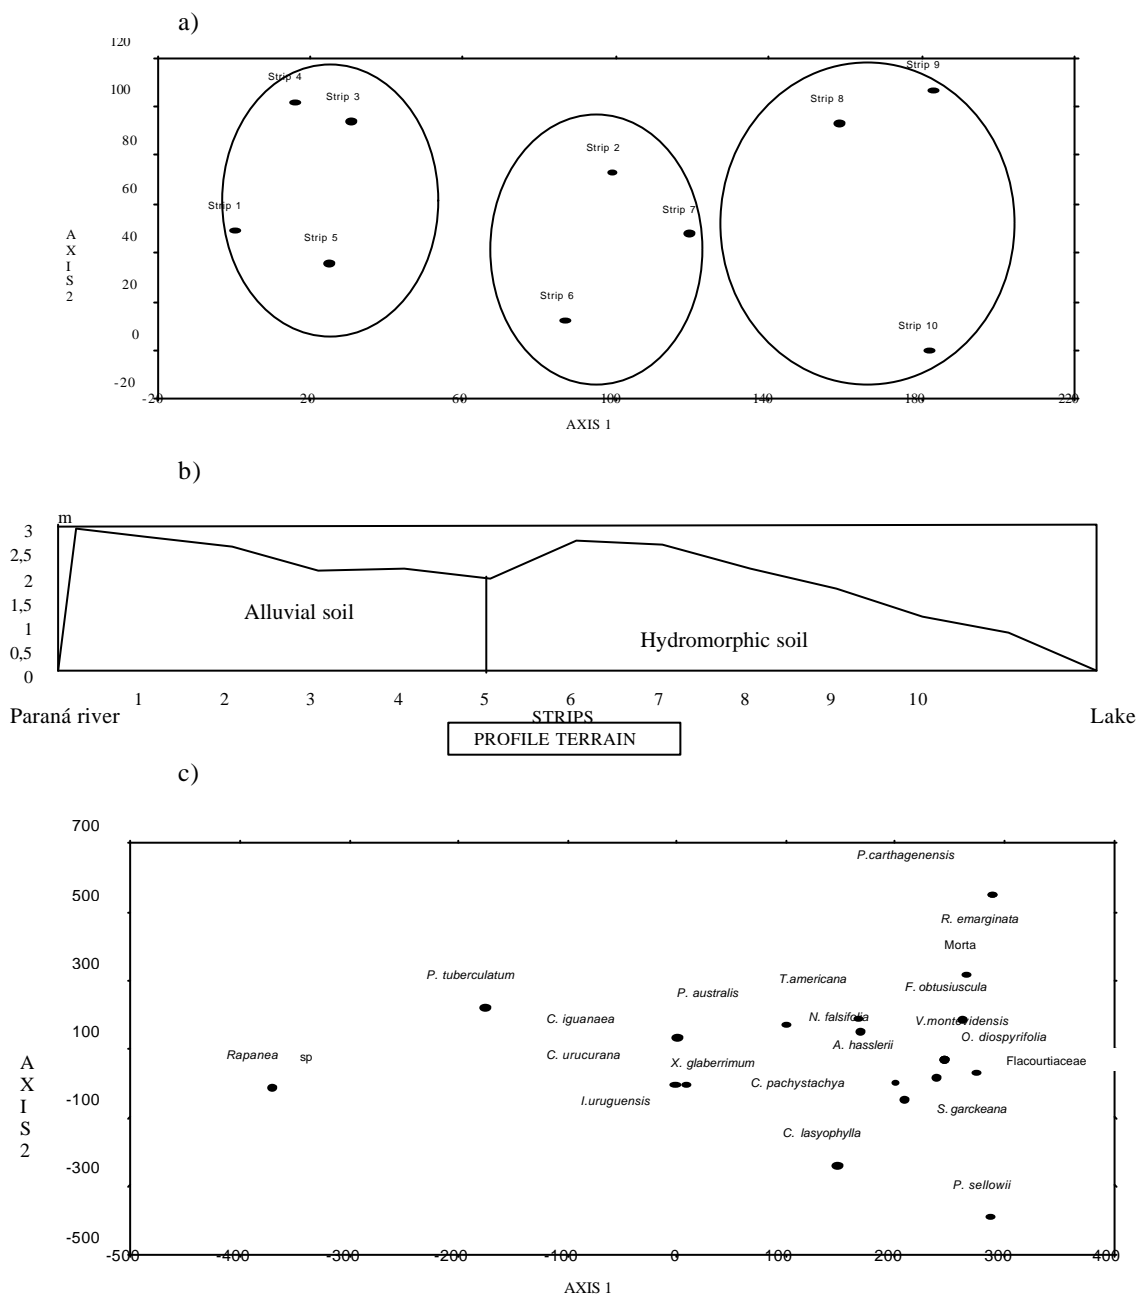 a)
120
100
80
60
40
20
0
-20
AXIS 2
Strip 4
Strip 3
Strip 9
Strip 8
Strip 2
Strip 1
Strip 7
Strip 5
Strip 6
Strip 10
-20 20 60 100 140 180 220
AXIS 1
b)
m
3
2,5
2
1,5
1
0,5
0
Alluvial soil
Hydromorphic soil
1 2 3 4 5 6 7 8 9 10
Paraná river
STRIPS
Lake
PROFILE TERRAIN
c)
700
500
300
100
-100
-300
-500
AXIS 2
P.carthagenensis
R. emarginata
Morta
P. tuberculatum
T.americana
F. obtusiuscula
P. australis
C. iguanaea
N. falsifolia
V.montevidensis
O. diospyrifolia
A. hasslerii
Rapanea sp
C. urucurana
X. glaberrimum
Flacourtiaceae
C. pachystachya
I.uruguensis
S. garckeana
C. lasyophylla
P. sellowii
-500 -400 -300 -200 -100 0 100 200 300 400
AXIS 1